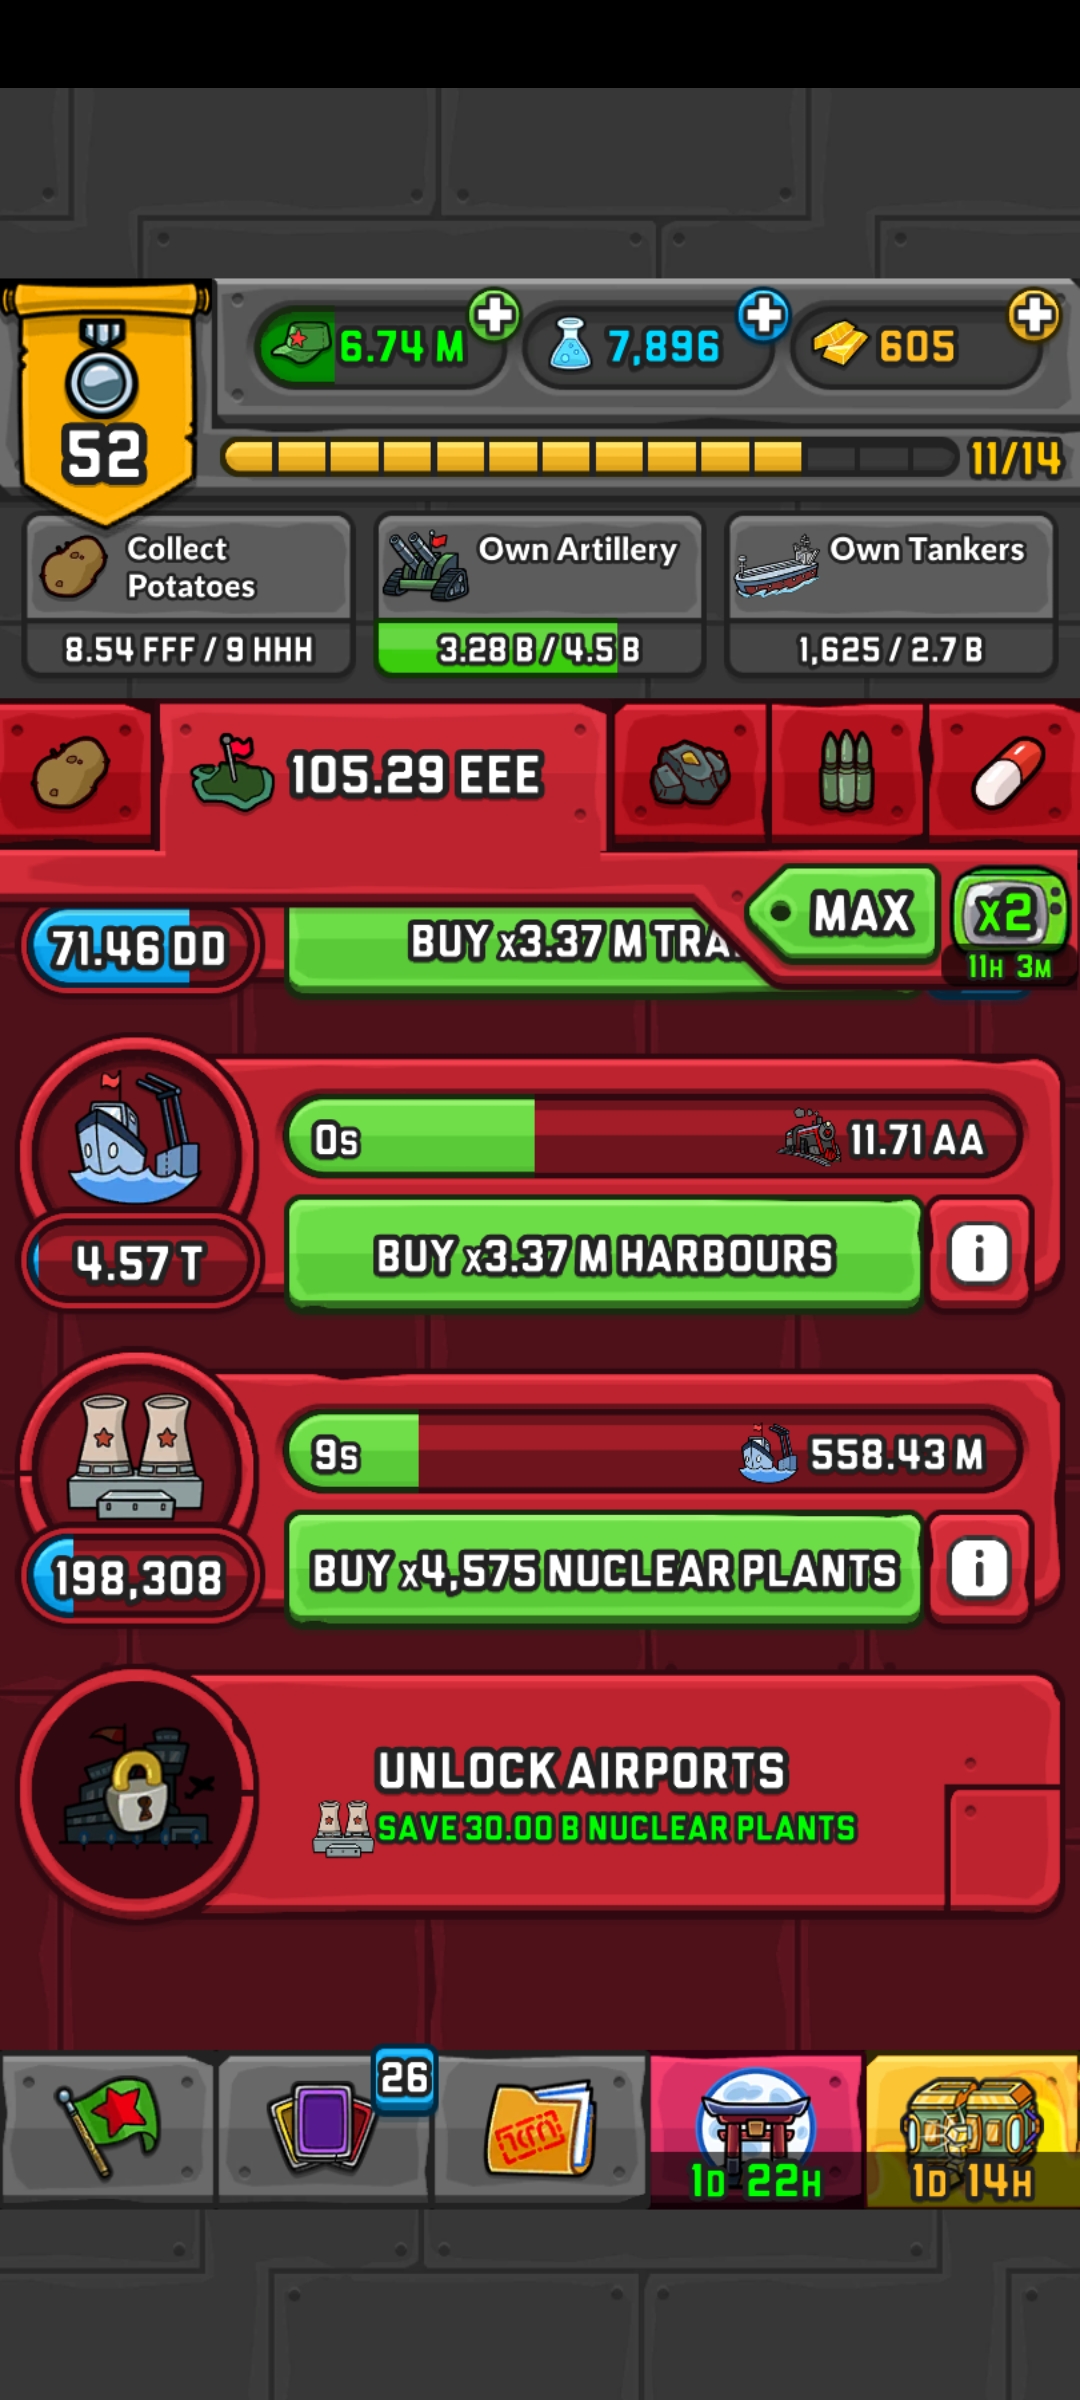 6.74 M
7,896
605
52
11/14
Collect
Potatoes
Own Artillery
Own Tankers
8.54 FFF / 9 HHH
3.28 B / 4.5 B
1,625 / 2.7 B
105.29 EEE
MAX
x2
11H 3M
71.46 DD
BUY x3.37 M TRA
0s
11.71 AA
4.57 T
BUY x3.37 M HARBOURS
i
9s
558.43 M
198,308
BUY x4,575 NUCLEAR PLANTS
i
UNLOCK AIRPORTS
SAVE 30.00 B NUCLEAR PLANTS
26
1D 22H
1D 14H